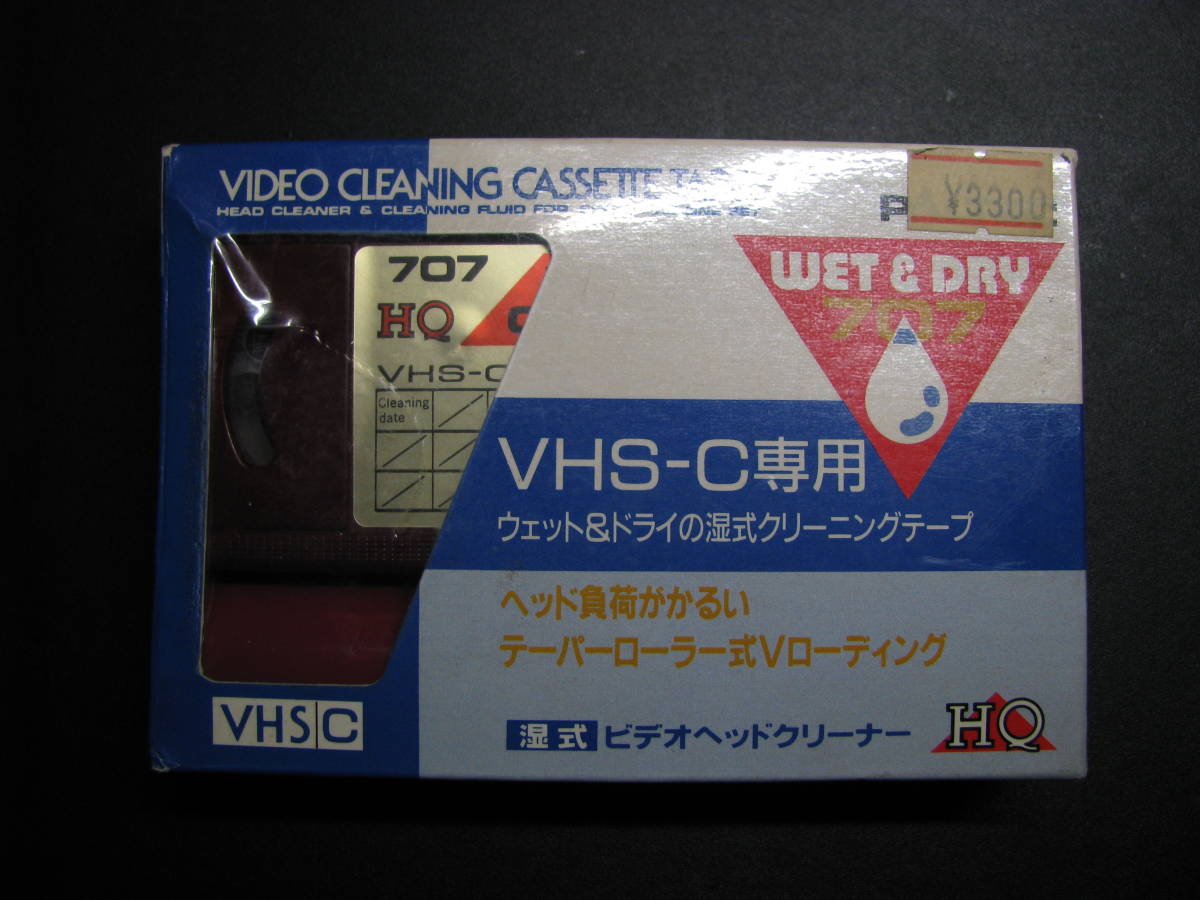 VIDEO CLEANING CASSETTE
HEAD CLEANER & CLEANING FLUID FOR
¥3300
WET & DRY
707
707
HQ
VHS-C
Cleaning
date
VHS-C専用
ウェット&ドライの湿式クリーニングテープ
ヘッド負荷がかるい
テーパーローラー式Vローディング
湿式 ビデオヘッドクリーナー
HQ
VHS C